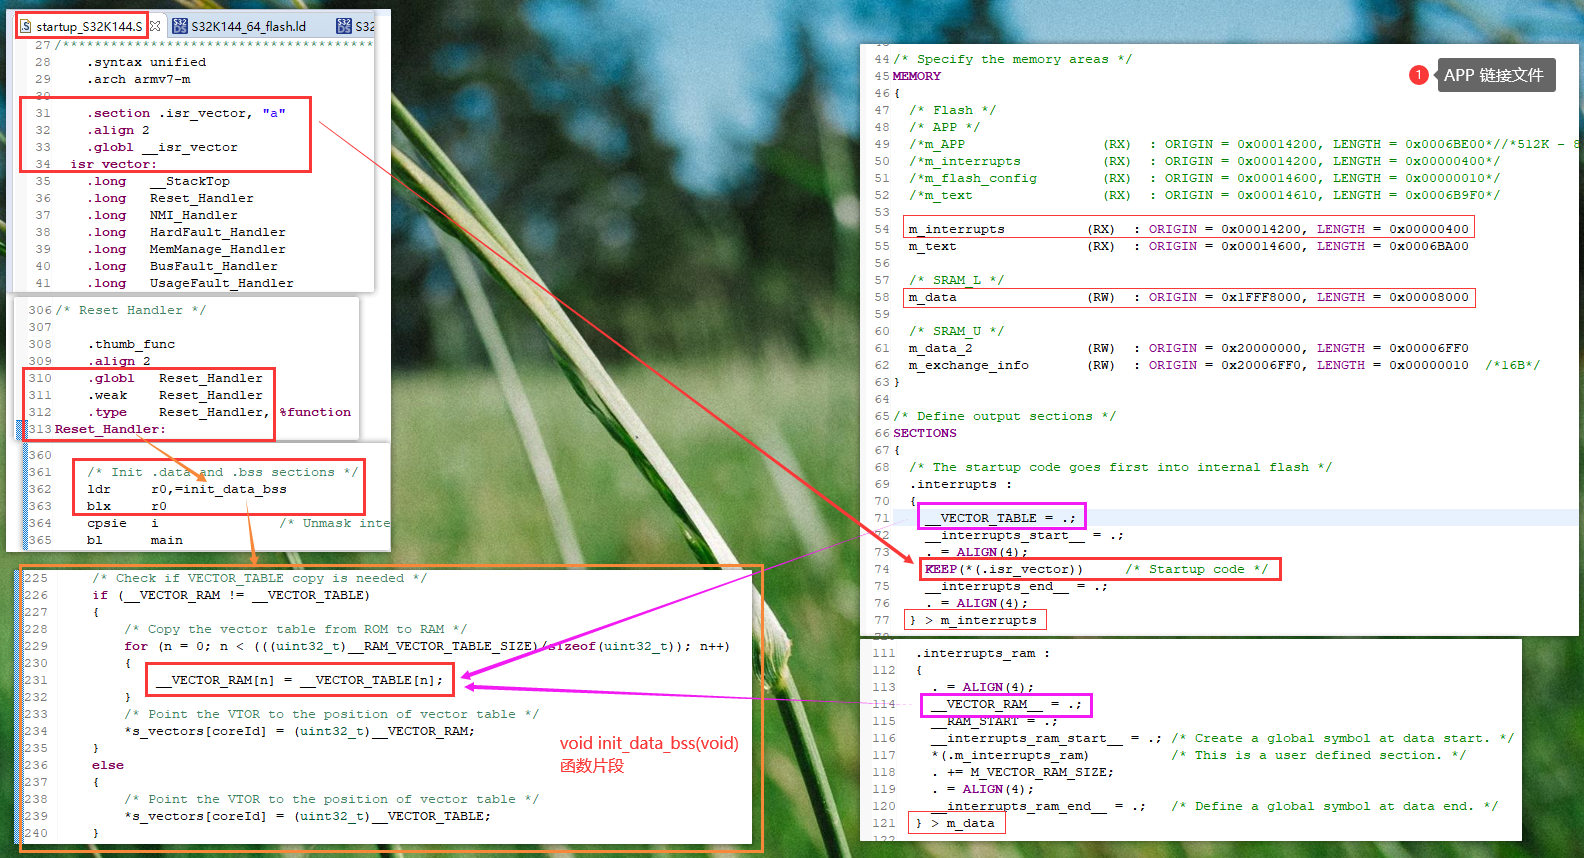 startup_S32K144.S
S32K144_64_flash.ld
S32
27 /****************************************
28 .syntax unified
29 .arch armv7-m
30
31 .section .isr_vector, "a"
32 .align 2
33 .globl __isr_vector
34 isr vector:
35 .long __StackTop
36 .long Reset_Handler
37 .long NMI_Handler
38 .long HardFault_Handler
39 .long MemManage_Handler
40 .long BusFault_Handler
41 .long UsageFault_Handler
306 /* Reset Handler */
307
308 .thumb_func
309 .align 2
310 .globl Reset_Handler
311 .weak Reset_Handler
312 .type Reset_Handler, %function
313 Reset_Handler:
360
361 /* Init .data and .bss sections */
362 ldr r0,=init_data_bss
363 blx r0
364 cpsie i /* Unmask inte
365 bl main
225 /* Check if VECTOR_TABLE copy is needed */
226 if (__VECTOR_RAM != __VECTOR_TABLE)
227 {
228 /* Copy the vector table from ROM to RAM */
229 for (n = 0; n < (((uint32_t)__RAM_VECTOR_TABLE_SIZE)/sizeof(uint32_t)); n++)
230 {
231 __VECTOR_RAM[n] = __VECTOR_TABLE[n];
232 }
233 /* Point the VTOR to the position of vector table */
234 *s_vectors[coreId] = (uint32_t)__VECTOR_RAM;
235 }
236 else
237 {
238 /* Point the VTOR to the position of vector table */
239 *s_vectors[coreId] = (uint32_t)__VECTOR_TABLE;
240 }
void init_data_bss(void)
函数片段
1 APP 链接文件
44 /* Specify the memory areas */
45 MEMORY
46 {
47 /* Flash */
48 /* APP */
49 /*m_APP (RX) : ORIGIN = 0x00014200, LENGTH = 0x0006BE00*//*512K - 8
50 /*m_interrupts (RX) : ORIGIN = 0x00014200, LENGTH = 0x00000400*/
51 /*m_flash_config (RX) : ORIGIN = 0x00014600, LENGTH = 0x00000010*/
52 /*m_text (RX) : ORIGIN = 0x00014610, LENGTH = 0x0006B9F0*/
53
54 m_interrupts (RX) : ORIGIN = 0x00014200, LENGTH = 0x00000400
55 m_text (RX) : ORIGIN = 0x00014600, LENGTH = 0x0006BA00
56
57 /* SRAM_L */
58 m_data (RW) : ORIGIN = 0x1FFF8000, LENGTH = 0x00008000
59
60 /* SRAM_U */
61 m_data_2 (RW) : ORIGIN = 0x20000000, LENGTH = 0x00006FF0
62 m_exchange_info (RW) : ORIGIN = 0x20006FF0, LENGTH = 0x00000010 /*16B*/
63 }
64
65 /* Define output sections */
66 SECTIONS
67 {
68 /* The startup code goes first into internal flash */
69 .interrupts :
70 {
71 __VECTOR_TABLE = .;
72 __interrupts_start__ = .;
73 . = ALIGN(4);
74 KEEP(*(.isr_vector)) /* Startup code */
75 __interrupts_end__ = .;
76 . = ALIGN(4);
77 } > m_interrupts
111 .interrupts_ram :
112 {
113 . = ALIGN(4);
114 __VECTOR_RAM__ = .;
115 __RAM_START = .;
116 __interrupts_ram_start__ = .; /* Create a global symbol at data start. */
117 *(.m_interrupts_ram) /* This is a user defined section. */
118 . += M_VECTOR_RAM_SIZE;
119 . = ALIGN(4);
120 __interrupts_ram_end__ = .; /* Define a global symbol at data end. */
121 } > m_data